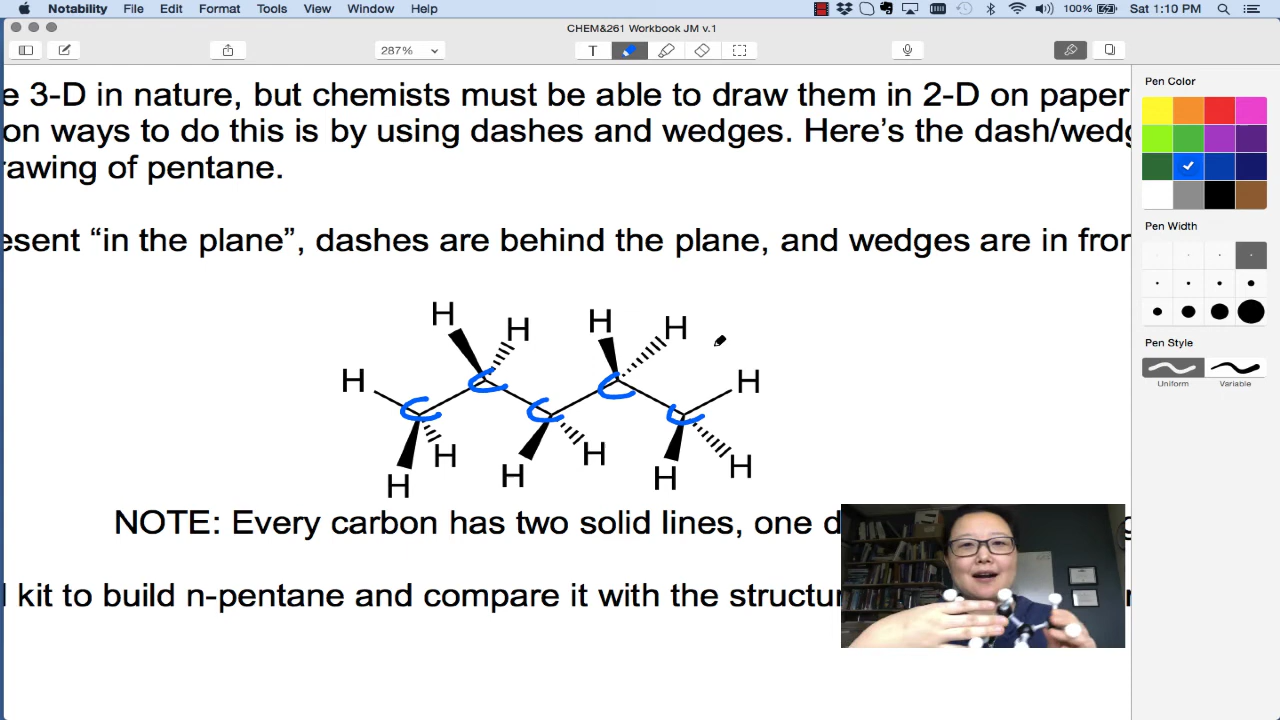 Notability File Edit Format Tools View Window Help 100% Sat 1:10 PM
CHEM&261 Workbook JM v.1
287% T
e 3-D in nature, but chemists must be able to draw them in 2-D on paper
on ways to do this is by using dashes and wedges. Here's the dash/wedg
rawing of pentane.
esent “in the plane”, dashes are behind the plane, and wedges are in fron
H H H H
H H
H H H H
H H
NOTE: Every carbon has two solid lines, one d
l kit to build n-pentane and compare it with the structur
Pen Color
Pen Width
Pen Style
Uniform Variable